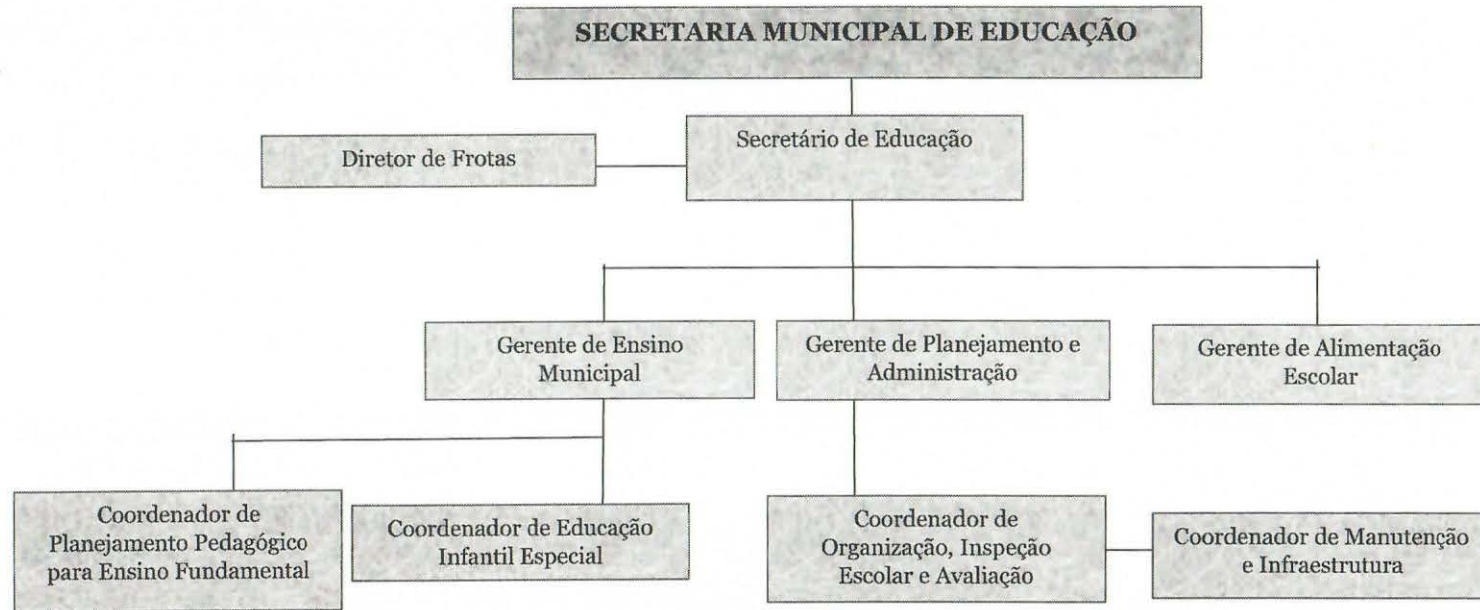 SECRETARIA MUNICIPAL DE EDUCAÇÃO
Secretário de Educação
Diretor de Frotas
Gerente de Ensino
Municipal
Gerente de Planejamento e
Administração
Gerente de Alimentação
Escolar
Coordenador de
Planejamento Pedagógico
para Ensino Fundamental
Coordenador de Educação
Infantil Especial
Coordenador de
Organização, Inspeção
Escolar e Avaliação
Coordenador de Manutenção
e Infraestrutura